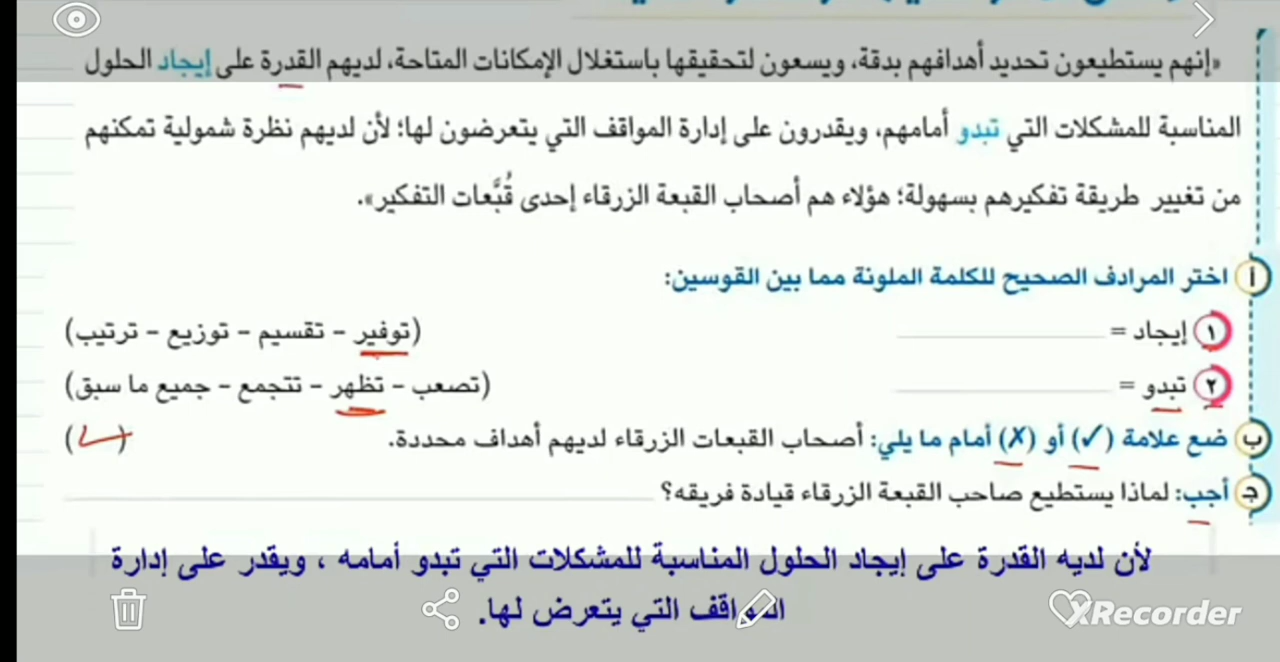 «إنهم يستطيعون تحديد أهدافهم بدقة، ويسعون لتحقيقها باستغلال الإمكانات المتاحة، لديهم القدرة على إيجاد الحلول
المناسبة للمشكلات التي تبدو أمامهم، ويقدرون على إدارة المواقف التي يتعرضون لها؛ لأن لديهم نظرة شمولية تمكنهم
من تغيير طريقة تفكيرهم بسهولة؛ هؤلاء هم أصحاب القبعة الزرقاء إحدى قُبَّعات التفكير».
أ اختر المرادف الصحيح للكلمة الملونة مما بين القوسين:
١ إيجاد = (توفير - تقسيم - توزيع - ترتيب)
٢ تبدو = (تصعب - تظهر - تتجمع - جميع ما سبق)
ب ضع علامة (✓) أو (✗) أمام ما يلي: أصحاب القبعات الزرقاء لديهم أهداف محددة. (✓)
ج أجب: لماذا يستطيع صاحب القبعة الزرقاء قيادة فريقه؟
لأن لديه القدرة على إيجاد الحلول المناسبة للمشكلات التي تبدو أمامه ، ويقدر على إدارة
المواقف التي يتعرض لها.
XRecorder